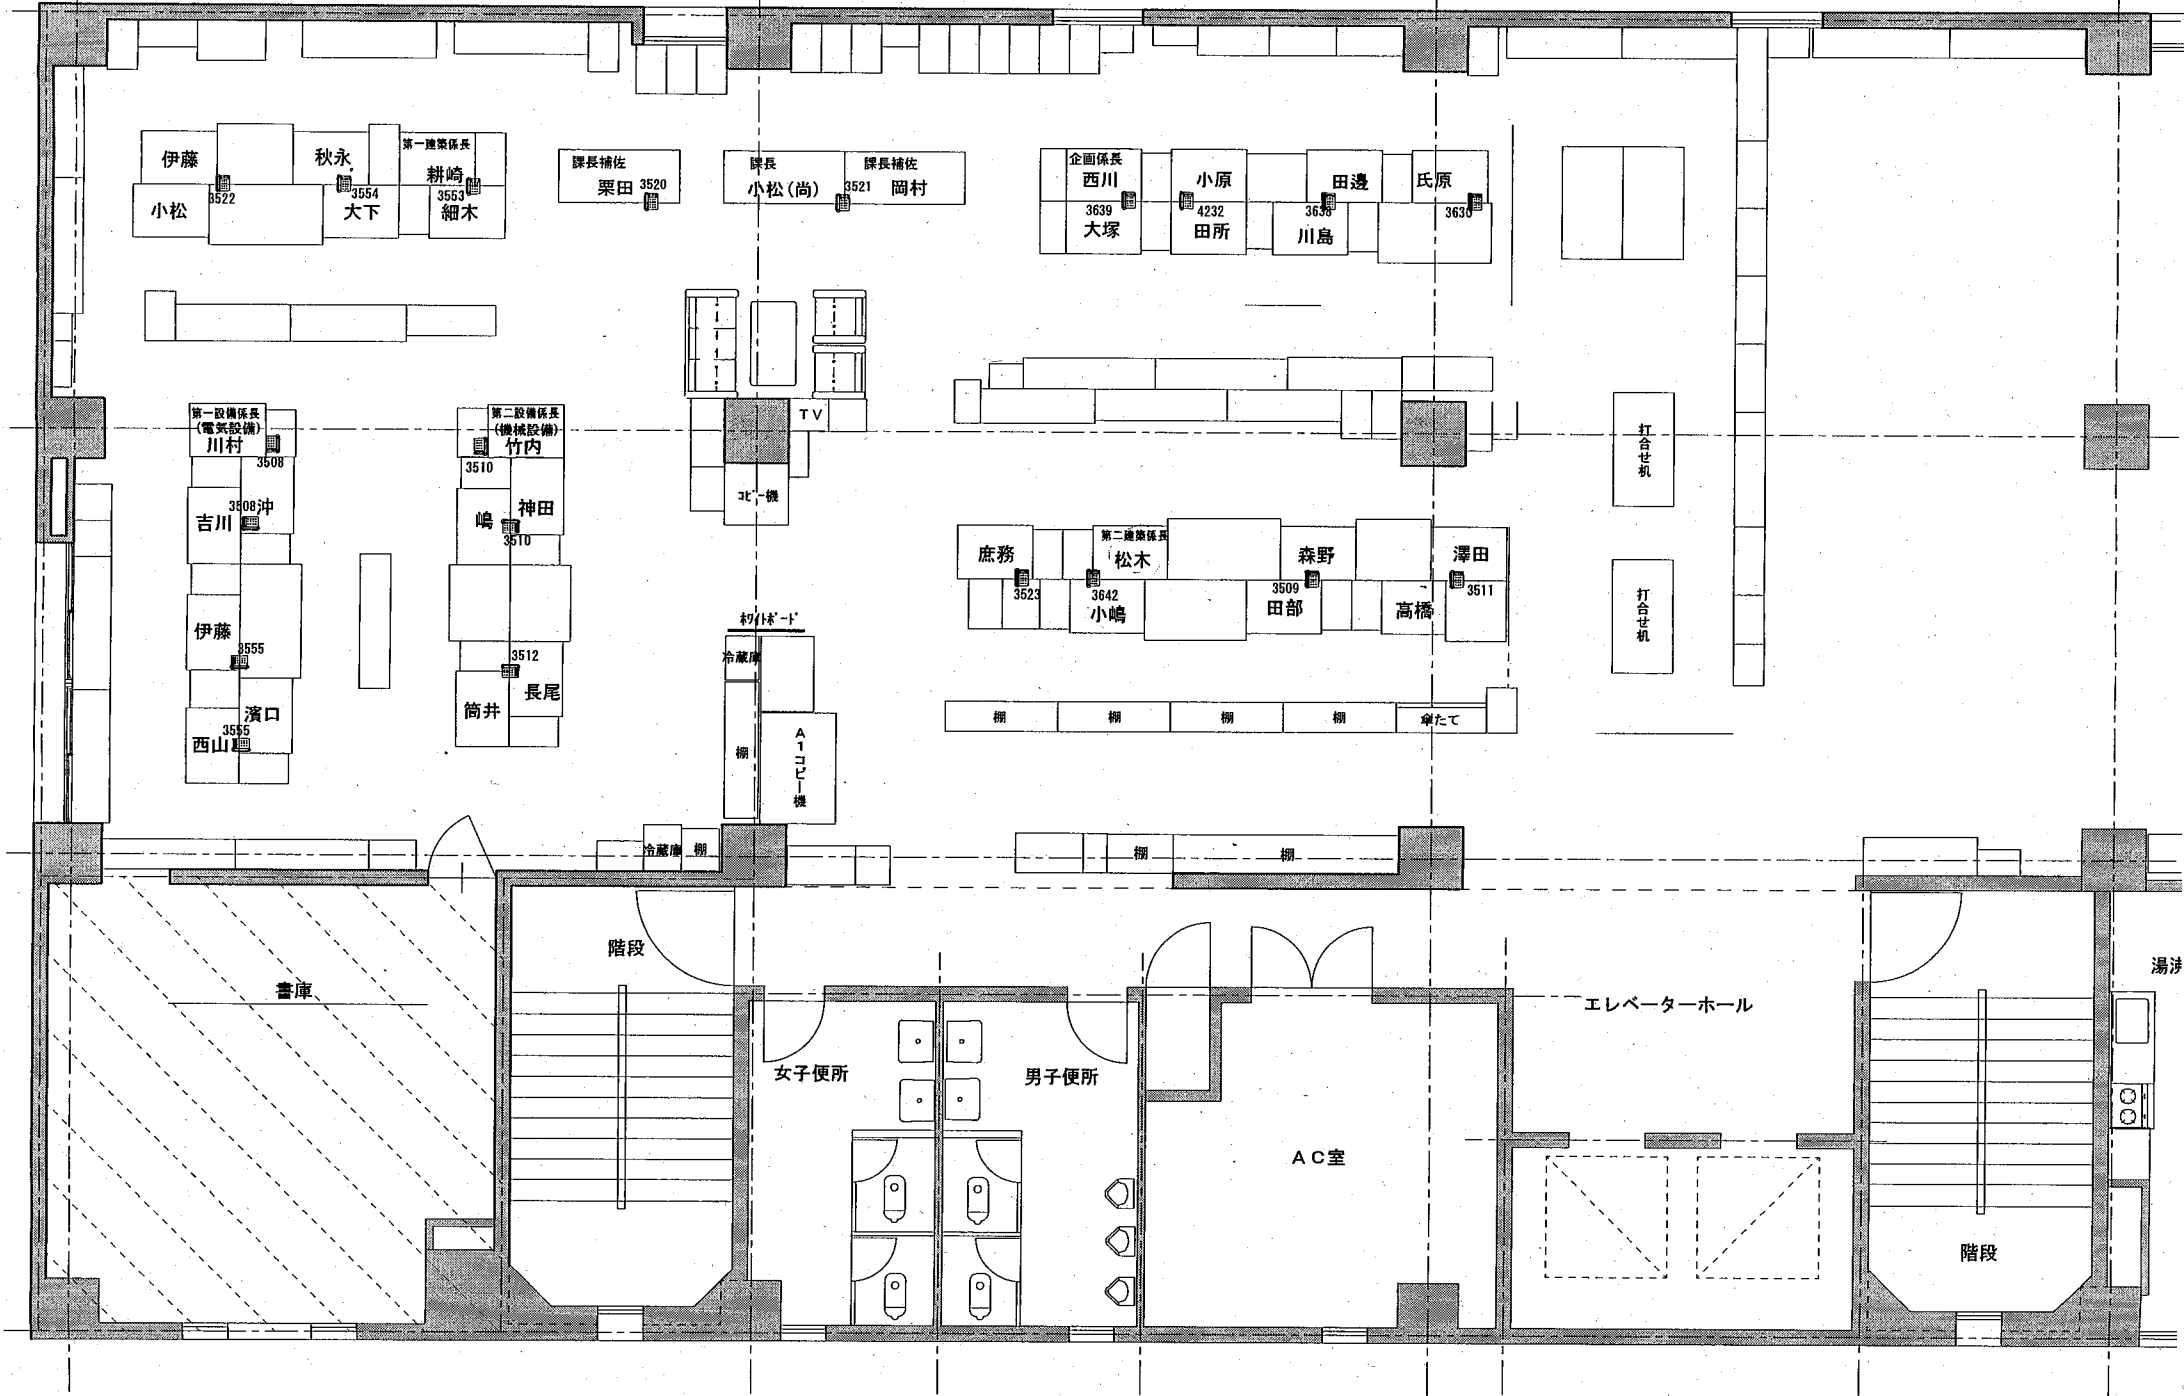 伊藤
秋永
第一建築係長
耕崎
3522
3554
3553
小松
大下
細木
課長補佐
栗田
3520
課長
小松(尚)
3521
課長補佐
岡村
企画係長
西川
小原
田邊
氏原
3639
4232
3638
3630
大塚
田所
川島
第一設備係長
(電気設備)
川村
3508
3508
沖
吉川
伊藤
3555
濱口
3555
西山
第二設備係長
(機械設備)
竹内
3510
神田
嶋
3510
3512
長尾
筒井
TV
コピー機
打合せ机
庶務
第二建築係長
松木
森野
澤田
3523
3642
3509
3511
小嶋
田部
高橋
打合せ机
ホワイトボード
冷蔵庫
棚
A1コピー機
棚
棚
棚
棚
傘たて
冷蔵庫
棚
棚
棚
階段
書庫
女子便所
男子便所
AC室
エレベーターホール
階段